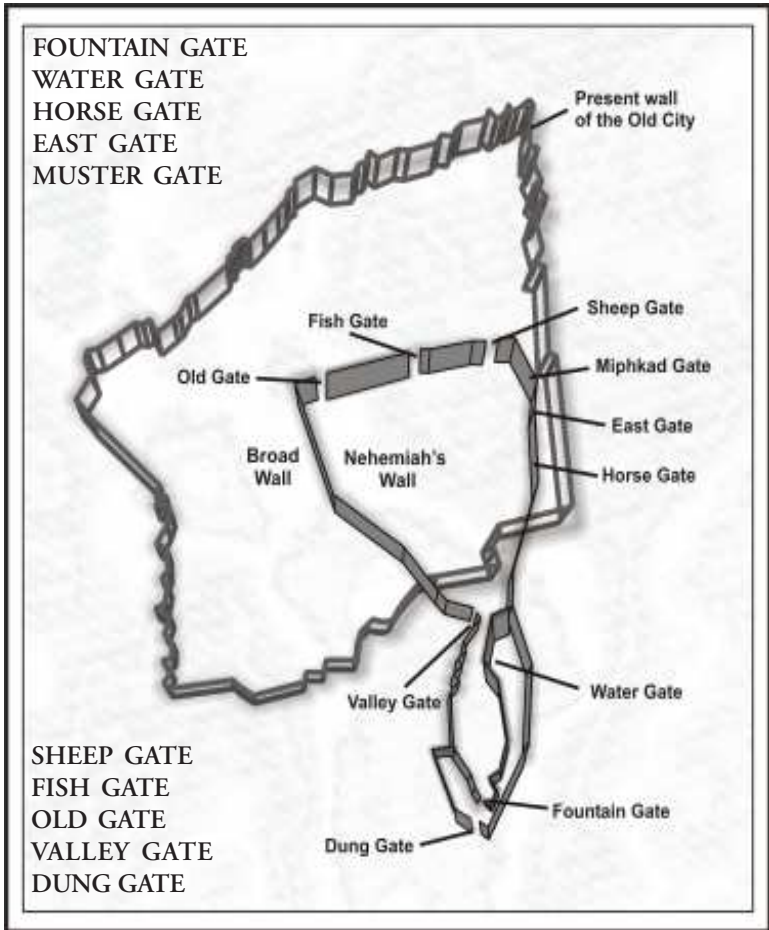 FOUNTAIN GATE
WATER GATE
HORSE GATE
EAST GATE
MUSTER GATE
Present wall
of the Old City
Sheep Gate
Fish Gate
Miphkad Gate
Old Gate
East Gate
Broad
Wall
Nehemiah's
Wall
Horse Gate
Valley Gate
Water Gate
SHEEP GATE
FISH GATE
OLD GATE
VALLEY GATE
DUNG GATE
Fountain Gate
Dung Gate